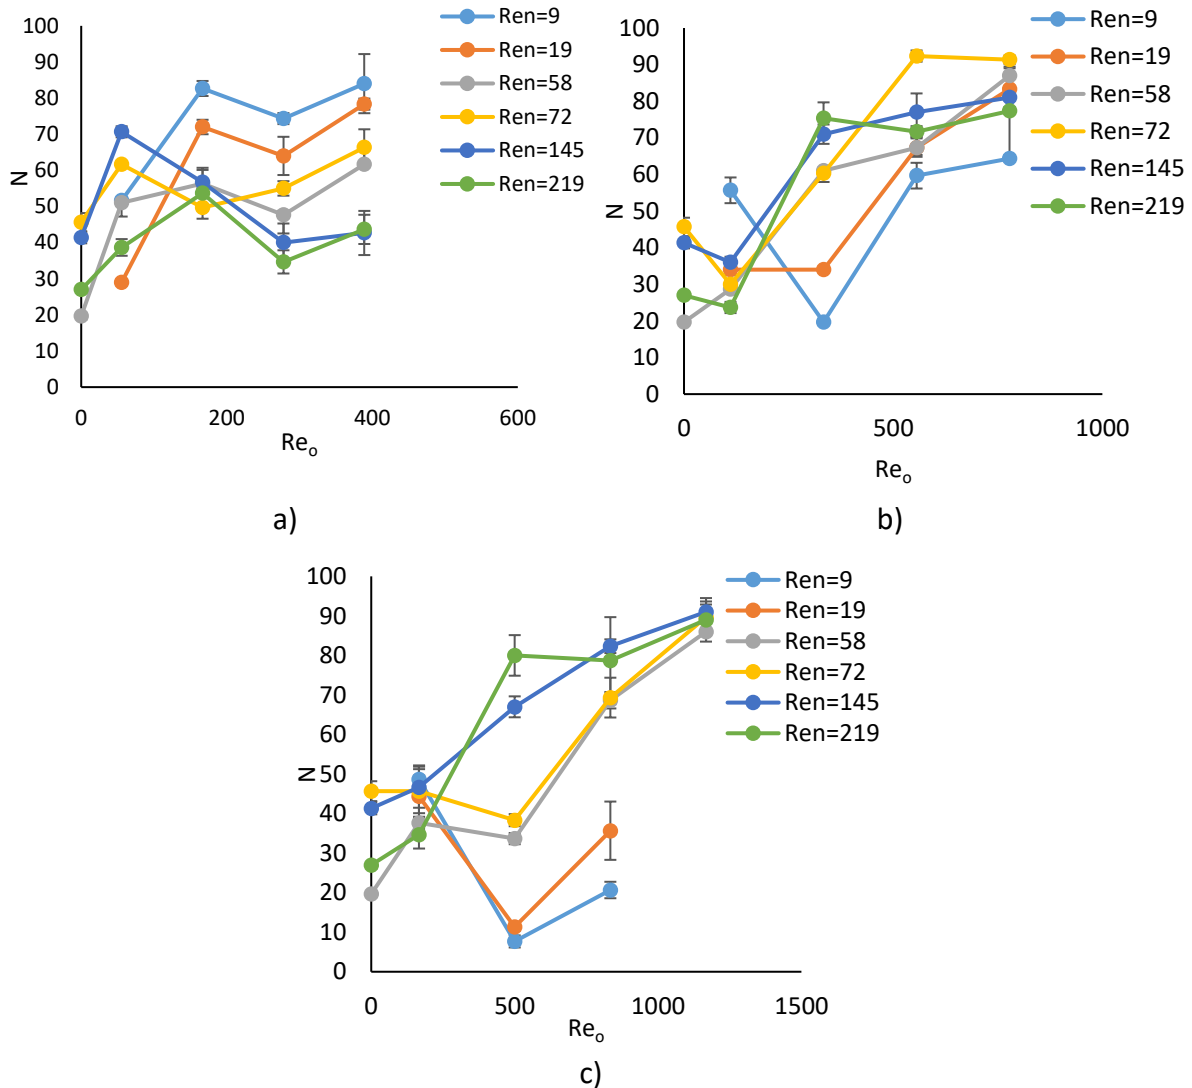 100
90
80
70
60
50
40
30
20
10
0
N
0 200 400 600
Reo
Ren=9
Ren=19
Ren=58
Ren=72
Ren=145
Ren=219
a)
100
90
80
70
60
50
40
30
20
10
0
N
0 500 1000
Reo
Ren=9
Ren=19
Ren=58
Ren=72
Ren=145
Ren=219
b)
100
90
80
70
60
50
40
30
20
10
0
N
0 500 1000 1500
Reo
Ren=9
Ren=19
Ren=58
Ren=72
Ren=145
Ren=219
c)